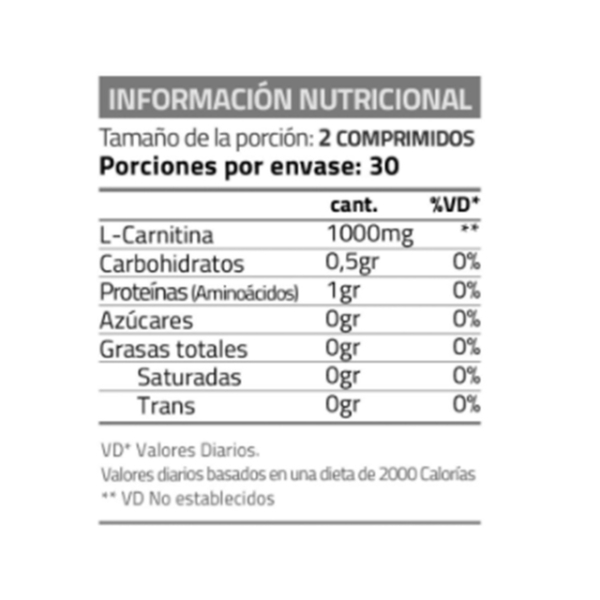 INFORMACIÓN NUTRICIONAL
Tamaño de la porción: 2 COMPRIMIDOS
Porciones por envase: 30
cant. %VD*
L-Carnitina 1000mg **
Carbohidratos 0,5gr 0%
Proteínas (Aminoácidos) 1gr 0%
Azúcares 0gr 0%
Grasas totales 0gr 0%
Saturadas 0gr 0%
Trans 0gr 0%
VD* Valores Diarios.
Valores diarios basados en una dieta de 2000 Calorías
** VD No establecidos